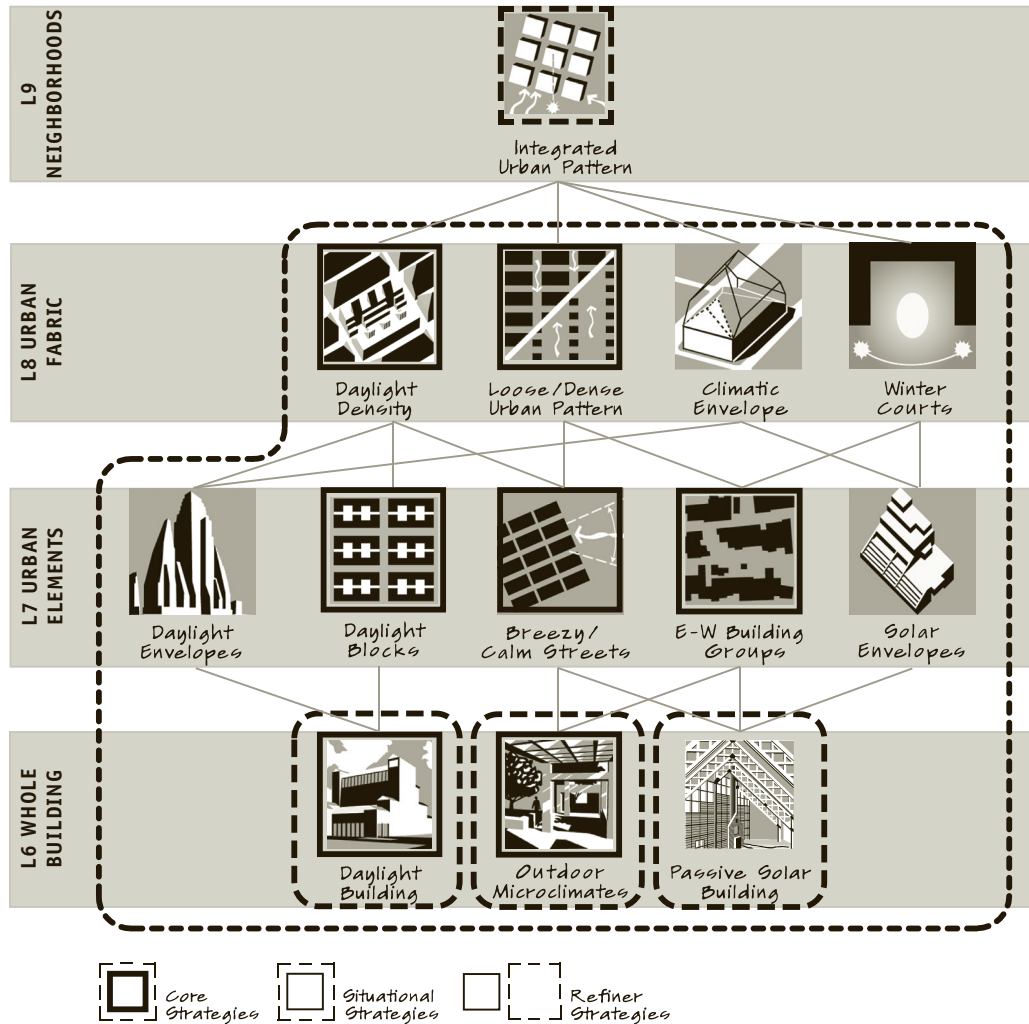 L9
NEIGHBORHOODS
Integrated
Urban Pattern
L8 URBAN
FABRIC
Daylight
Density
Loose/Dense
Urban Pattern
Climatic
Envelope
Winter
Courts
L7 URBAN
ELEMENTS
Daylight
Envelopes
Daylight
Blocks
Breezy/
Calm Streets
E-W Building
Groups
Solar
Envelopes
L6 WHOLE
BUILDING
Daylight
Building
Outdoor
Microclimates
Passive Solar
Building
Core
Strategies
Situational
Strategies
Refiner
Strategies